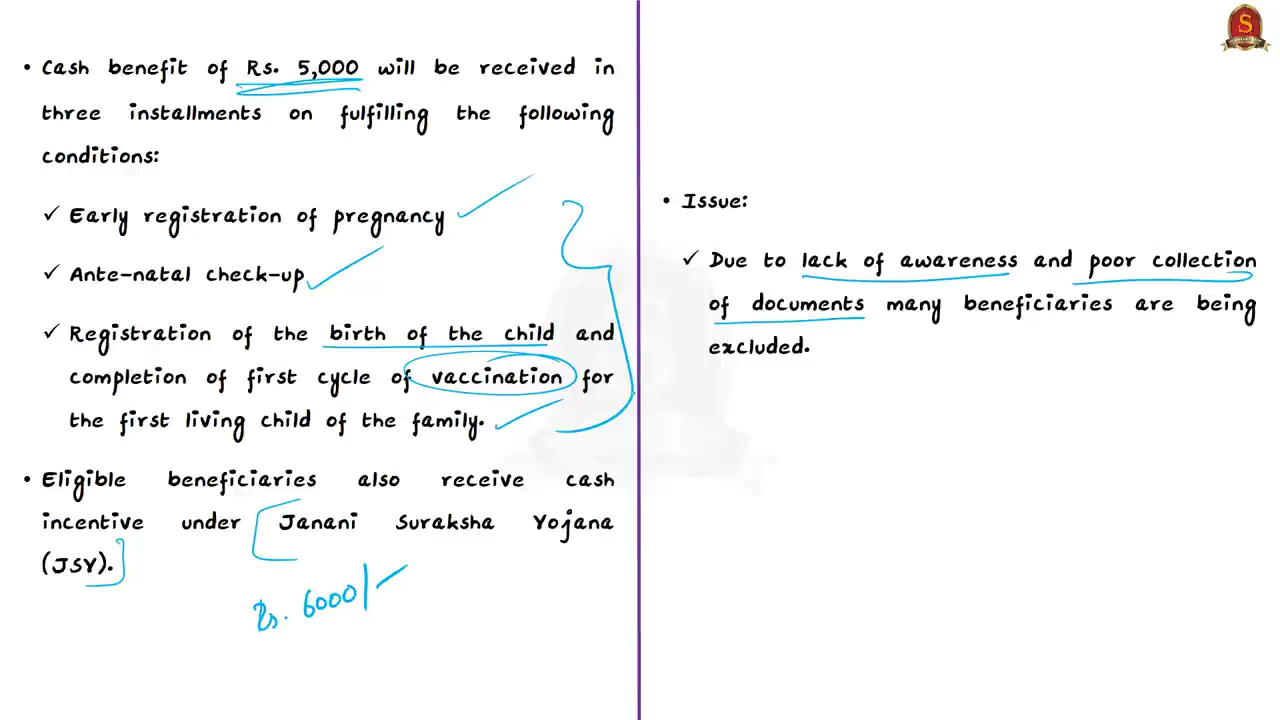 • Cash benefit of Rs. 5,000 will be received in
three installments on fulfilling the following
conditions:
✓ Early registration of pregnancy
✓ Ante-natal check-up
✓ Registration of the birth of the child and
completion of first cycle of vaccination for
the first living child of the family.
• Eligible beneficiaries also receive cash
incentive under Janani Suraksha Yojana
(JSY).
Rs. 6000/-
• Issue:
✓ Due to lack of awareness and poor collection
of documents many beneficiaries are being
excluded.
S